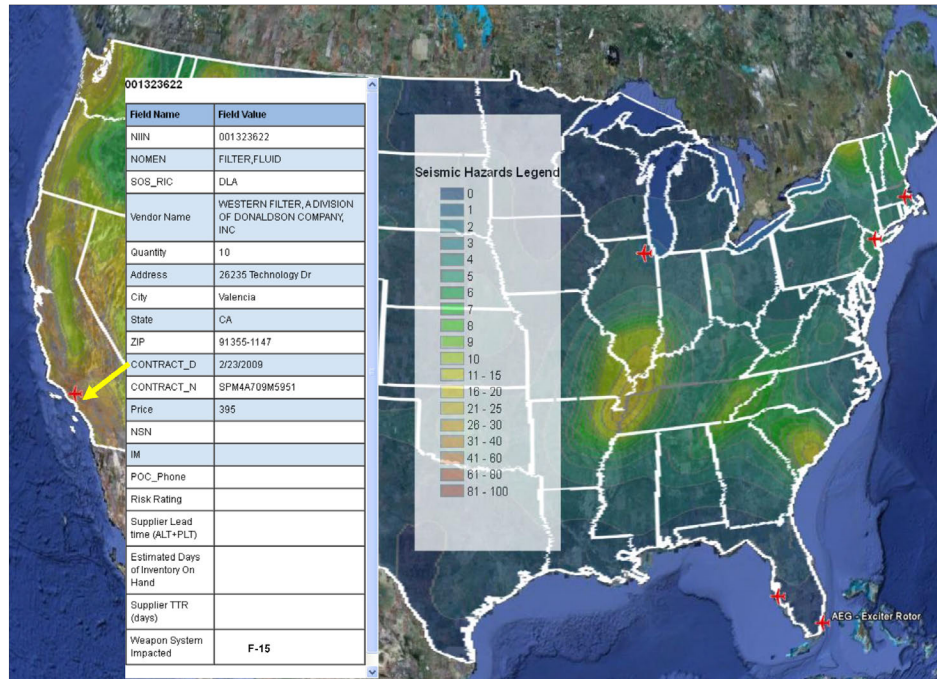 001323622
Field Name Field Value
NIIN 001323622
NOMEN FILTER,FLUID
SOS_RIC DLA
Vendor Name WESTERN FILTER, A DIVISION
OF DONALDSON COMPANY,
INC
Quantity 10
Address 26235 Technology Dr
City Valencia
State CA
ZIP 91355-1147
CONTRACT_D 2/23/2009
CONTRACT_N SPM4A709M5951
Price 395
NSN
IM
POC_Phone
Risk Rating
Supplier Lead
time (ALT+PLT)
Estimated Days
of Inventory On
Hand
Supplier TTR
(days)
Weapon System
Impacted F-15
Seismic Hazards Legend
0
1
2
3
4
5
6
7
8
9
10
11 - 15
16 - 20
21 - 25
26 - 30
31 - 40
41 - 60
61 - 80
81 - 100
AEG - Exciter Rotor